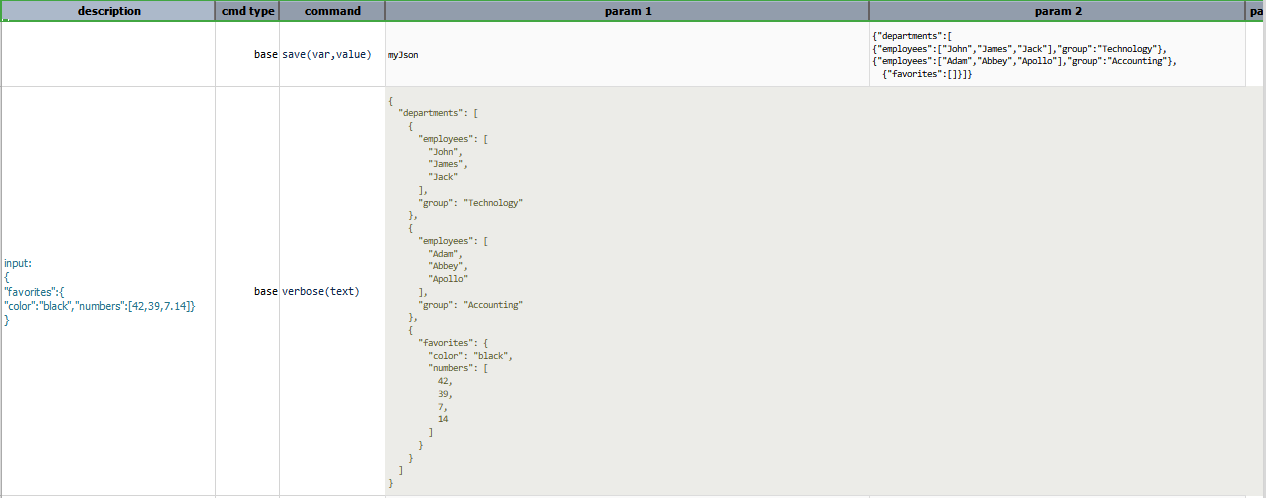 description cmd type command param 1 param 2 pa
base save(var,value) myJson
{"departments":[
{"employees":["John","James","Jack"],"group":"Technology"},
{"employees":["Adam","Abbey","Apollo"],"group":"Accounting"},
{"favorites":[]}]}
input:
{
"favorites":{
"color":"black","numbers":[42,39,7.14]}
}
base verbose(text)
{
"departments": [
{
"employees": [
"John",
"James",
"Jack"
],
"group": "Technology"
},
{
"employees": [
"Adam",
"Abbey",
"Apollo"
],
"group": "Accounting"
},
{
"favorites": {
"color": "black",
"numbers": [
42,
39,
7,
14
]
}
}
]
}